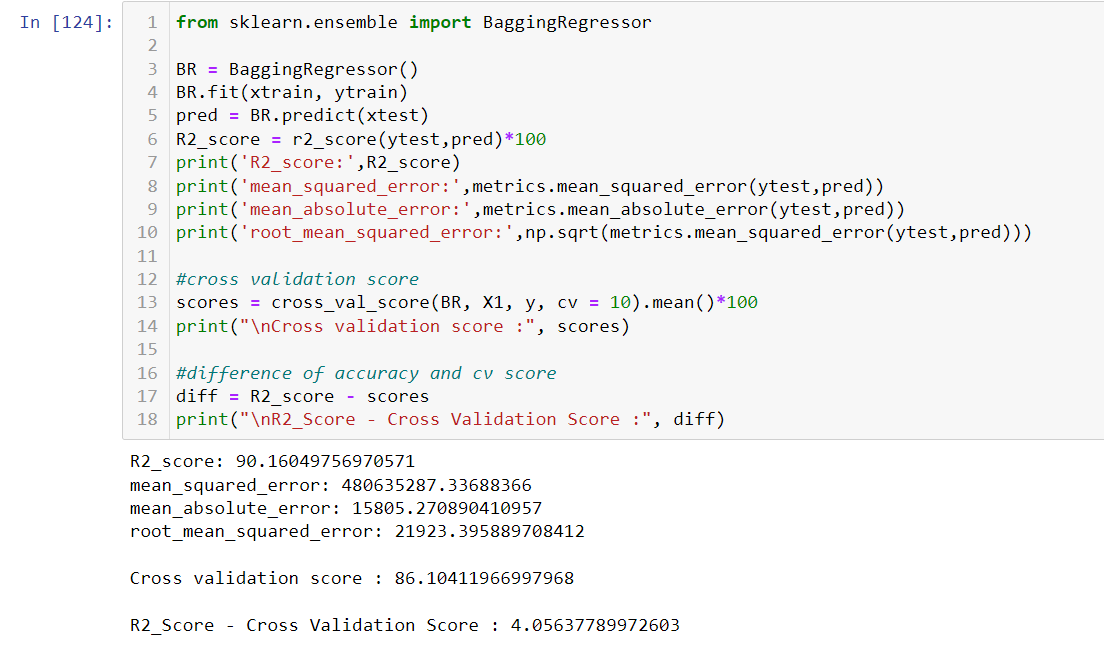 In [124]:
1 from sklearn.ensemble import BaggingRegressor
2
3 BR = BaggingRegressor()
4 BR.fit(xtrain, ytrain)
5 pred = BR.predict(xtest)
6 R2_score = r2_score(ytest,pred)*100
7 print('R2_score:',R2_score)
8 print('mean_squared_error:',metrics.mean_squared_error(ytest,pred))
9 print('mean_absolute_error:',metrics.mean_absolute_error(ytest,pred))
10 print('root_mean_squared_error:',np.sqrt(metrics.mean_squared_error(ytest,pred)))
11
12 #cross validation score
13 scores = cross_val_score(BR, X1, y, cv = 10).mean()*100
14 print("\nCross validation score :", scores)
15
16 #difference of accuracy and cv score
17 diff = R2_score - scores
18 print("\nR2_Score - Cross Validation Score :", diff)
R2_score: 90.16049756970571
mean_squared_error: 480635287.33688366
mean_absolute_error: 15805.270890410957
root_mean_squared_error: 21923.395889708412
Cross validation score : 86.10411966997968
R2_Score - Cross Validation Score : 4.05637789972603